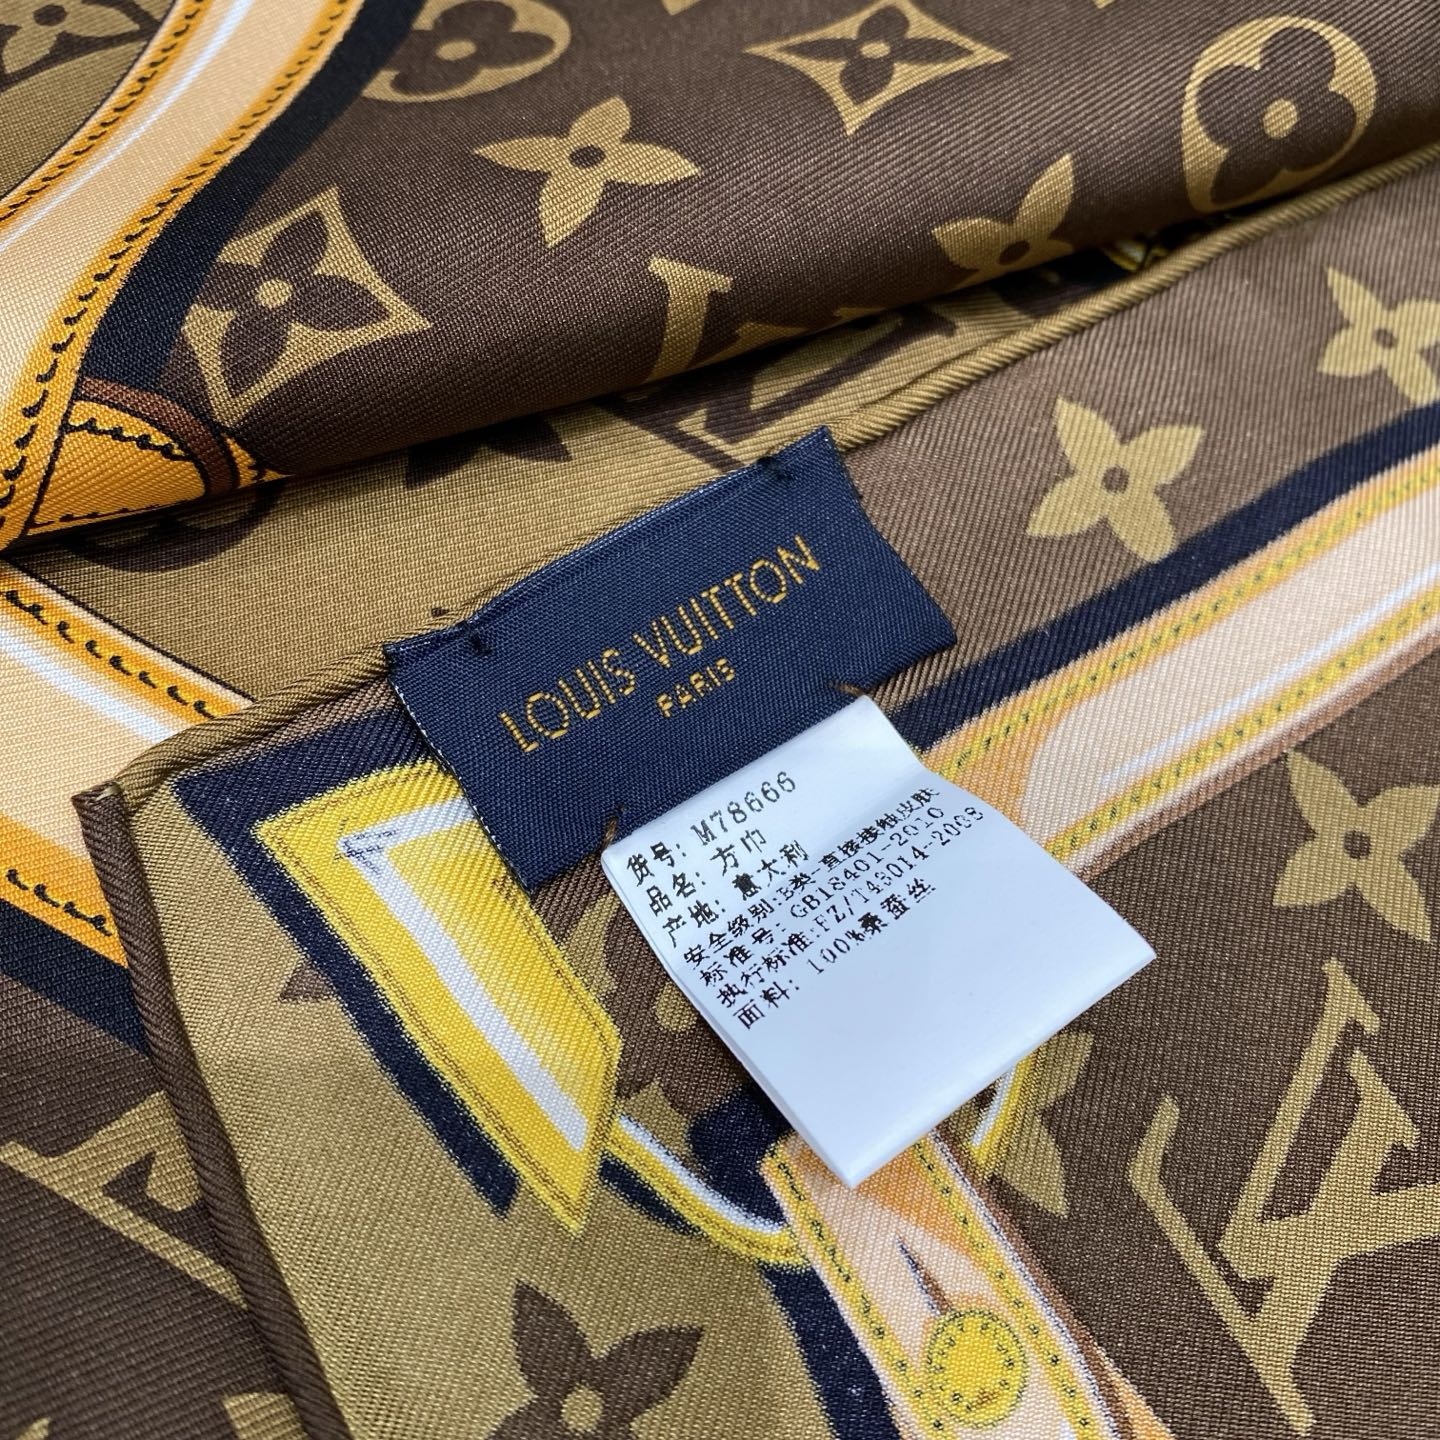 LOUIS VUITTON
PARIS
货号: M78666
品名: 方巾
产地: 意大利
安全级别:B类-直接接触皮肤
标准号: GB18401-2010
执行标准:FZ/T43014-2008
面料: 100%桑蚕丝